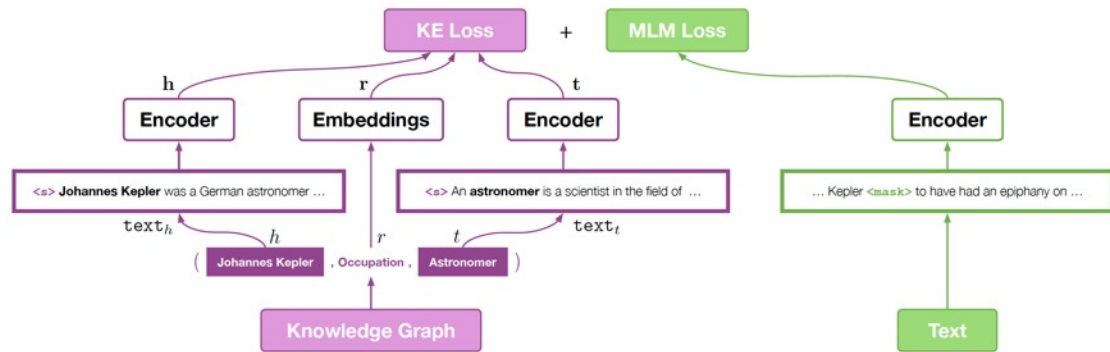 KE Loss + MLM Loss
h r t
Encoder Embeddings Encoder Encoder
<s> Johannes Kepler was a German astronomer ...
<s> An astronomer is a scientist in the field of ...
... Kepler <mask> to have had an epiphany on ...
text_h h r t text_t
( Johannes Kepler , Occupation , Astronomer )
Knowledge Graph Text